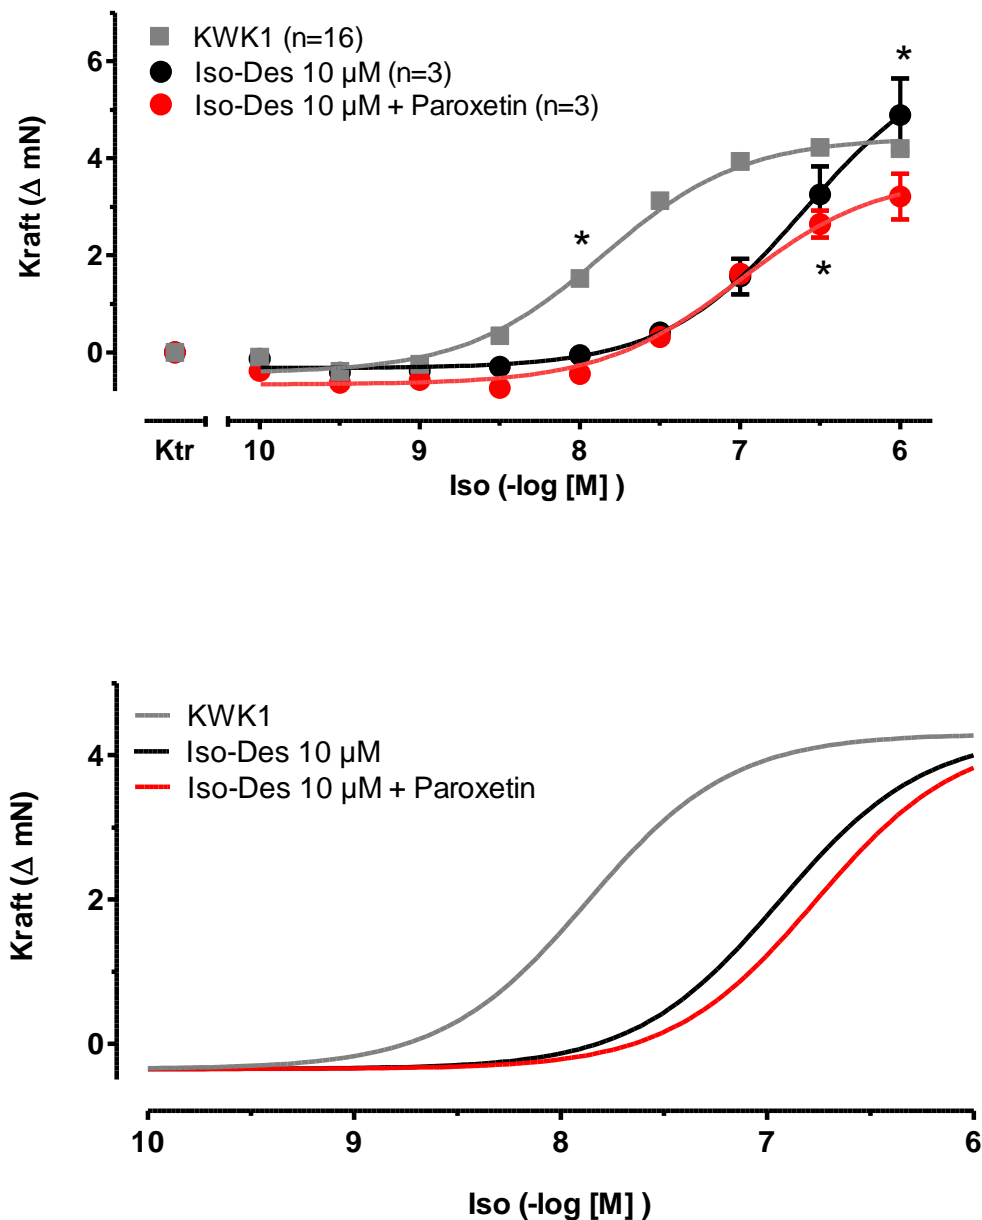 KWK1 (n=16)
Iso-Des 10 µM (n=3)
Iso-Des 10 µM + Paroxetin (n=3)
Kraft (Δ mN)
6
4
2
0
*
*
*
Ktr 10 9 8 7 6
Iso (-log [M] )
KWK1
Iso-Des 10 µM
Iso-Des 10 µM + Paroxetin
Kraft (Δ mN)
4
2
0
10 9 8 7 6
Iso (-log [M] )